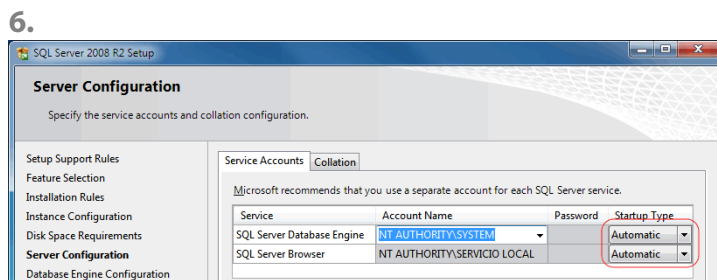 6.
SQL Server 2008 R2 Setup
Server Configuration
Specify the service accounts and collation configuration.
Setup Support Rules
Feature Selection
Installation Rules
Instance Configuration
Disk Space Requirements
Server Configuration
Database Engine Configuration
Service Accounts Collation
Microsoft recommends that you use a separate account for each SQL Server service.
Service Account Name Password Startup Type
SQL Server Database Engine NT AUTHORITY\SYSTEM Automatic
SQL Server Browser NT AUTHORITY\SERVICIO LOCAL Automatic